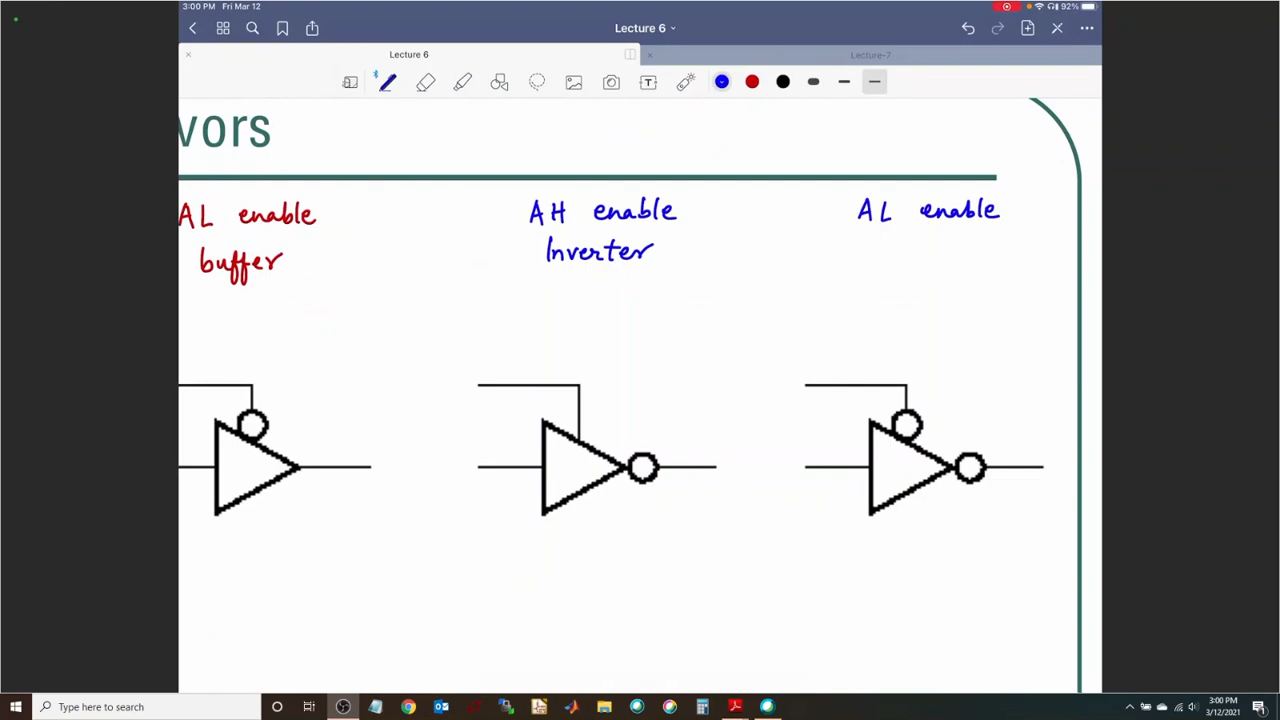 3:00 PM Fri Mar 12
92%
Lecture 6
Lecture 6
Lecture-7
T
vors
AL enable
buffer
AH enable
Inverter
AL enable
Type here to search
3:00 PM
3/12/2021